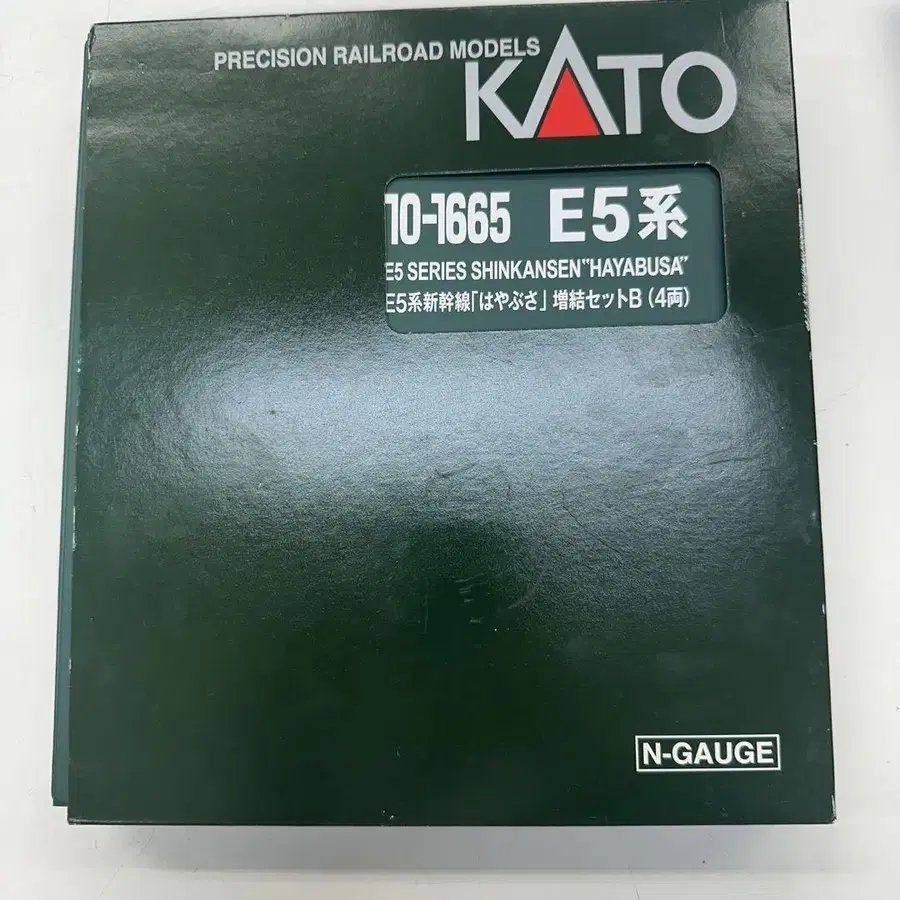 PRECISION RAILROAD MODELS
KATO
10-1665 E5系
E5 SERIES SHINKANSEN "HAYABUSA"
E5系新幹線「はやぶさ」増結セットB（4両）
N-GAUGE